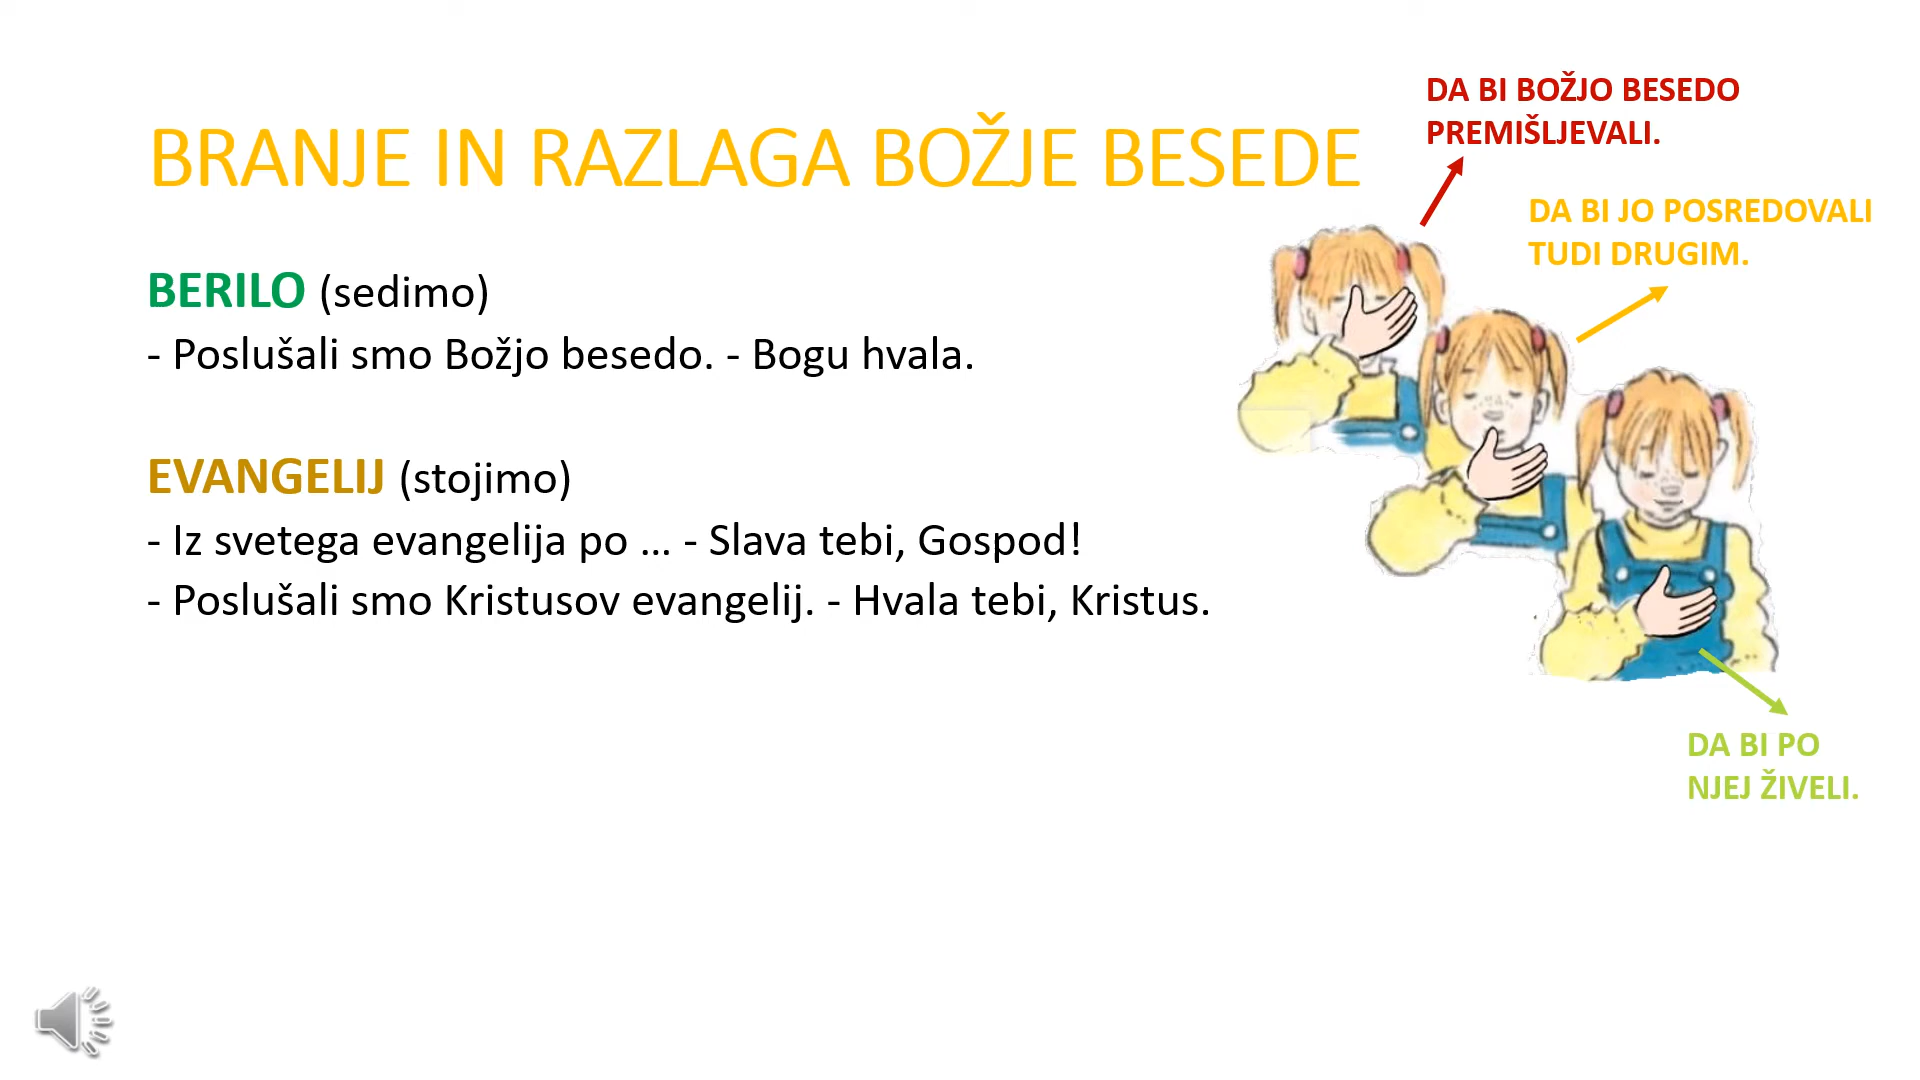 BRANJE IN RAZLAGA BOŽJE BESEDE
BERILO (sedimo)
- Poslušali smo Božjo besedo. - Bogu hvala.
EVANGELIJ (stojimo)
- Iz svetega evangelija po ... - Slava tebi, Gospod!
- Poslušali smo Kristusov evangelij. - Hvala tebi, Kristus.
DA BI BOŽJO BESEDO
PREMIŠLJEVALI.
DA BI JO POSREDOVALI
TUDI DRUGIM.
DA BI PO
NJEJ ŽIVELI.